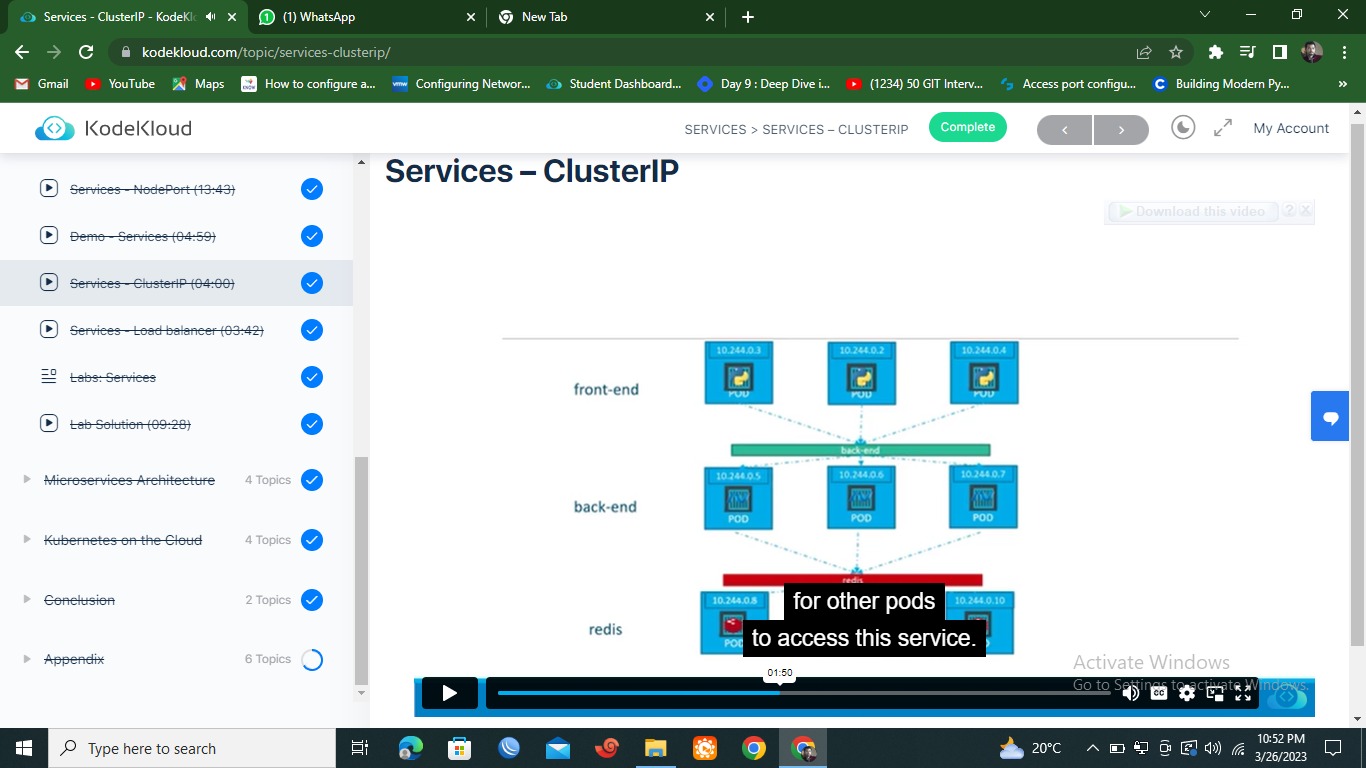 Services - ClusterIP - KodeKlo
(1) WhatsApp
New Tab
kodekloud.com/topic/services-clusterip/
Gmail
YouTube
Maps
How to configure a...
Configuring Networ...
Student Dashboard...
Day 9 : Deep Dive i...
(1234) 50 GIT Interv...
Access port configu...
Building Modern Py...
»
KodeKloud
SERVICES > SERVICES – CLUSTERIP
Complete
My Account
Services - NodePort (13:43)
Demo - Services (04:59)
Services - ClusterIP (04:00)
Services - Load balancer (03:42)
Labs: Services
Lab Solution (09:28)
Microservices Architecture 4 Topics
Kubernetes on the Cloud 4 Topics
Conclusion 2 Topics
Appendix 6 Topics
Services – ClusterIP
Download this video ? X
10.244.0.3 10.244.0.2 10.244.0.4
front-end
POD POD POD
back-end
10.244.0.5 10.244.0.6 10.244.0.7
back-end
POD POD POD
redis
10.244.0.8 10.244.0.10
for other pods
redis
POD
to access this service.
01:50
CC
Activate Windows
Go to Settings to activate Windows.
Type here to search
20°C
10:52 PM
3/26/2023